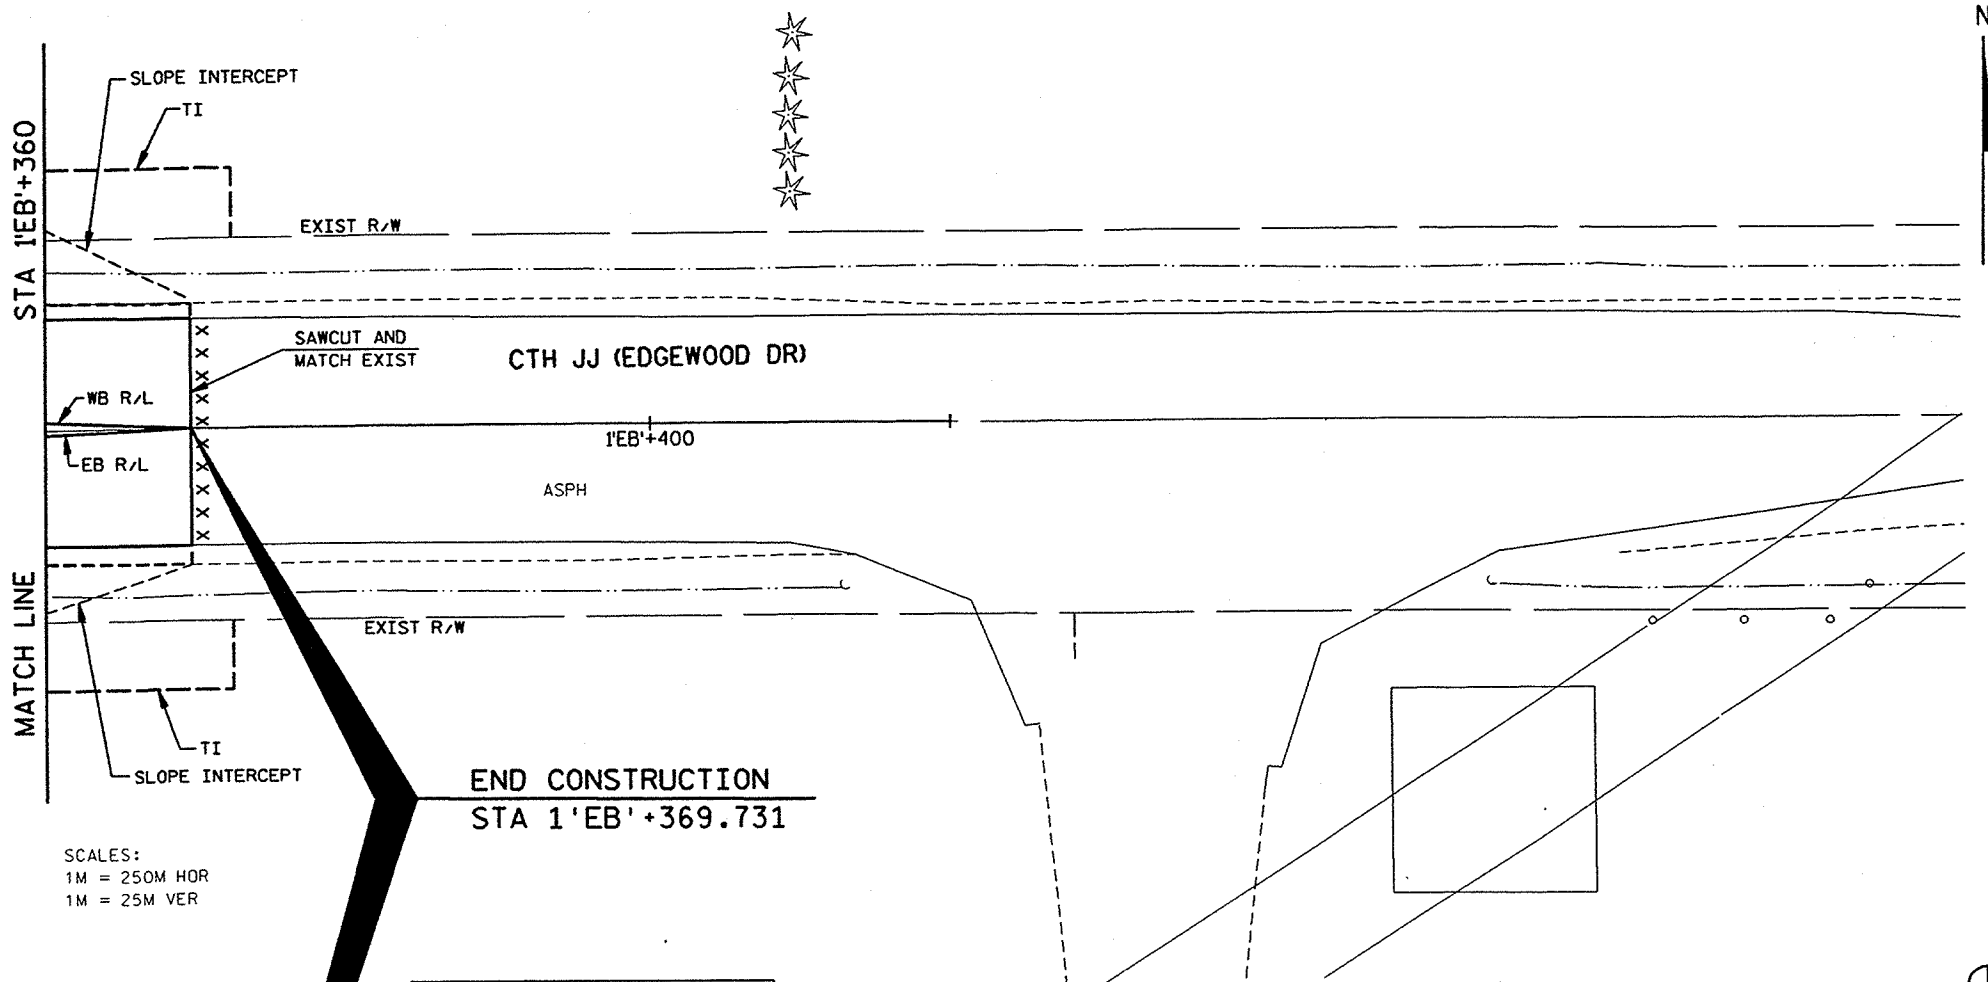 N
SLOPE INTERCEPT
TI
STA 1'EB'+360
EXIST R/W
SAWCUT AND
MATCH EXIST
CTH JJ (EDGEWOOD DR)
WB R/L
1'EB'+400
EB R/L
ASPH
MATCH LINE
EXIST R/W
TI
SLOPE INTERCEPT
END CONSTRUCTION
STA 1'EB'+369.731
SCALES:
1M = 250M HOR
1M = 25M VER